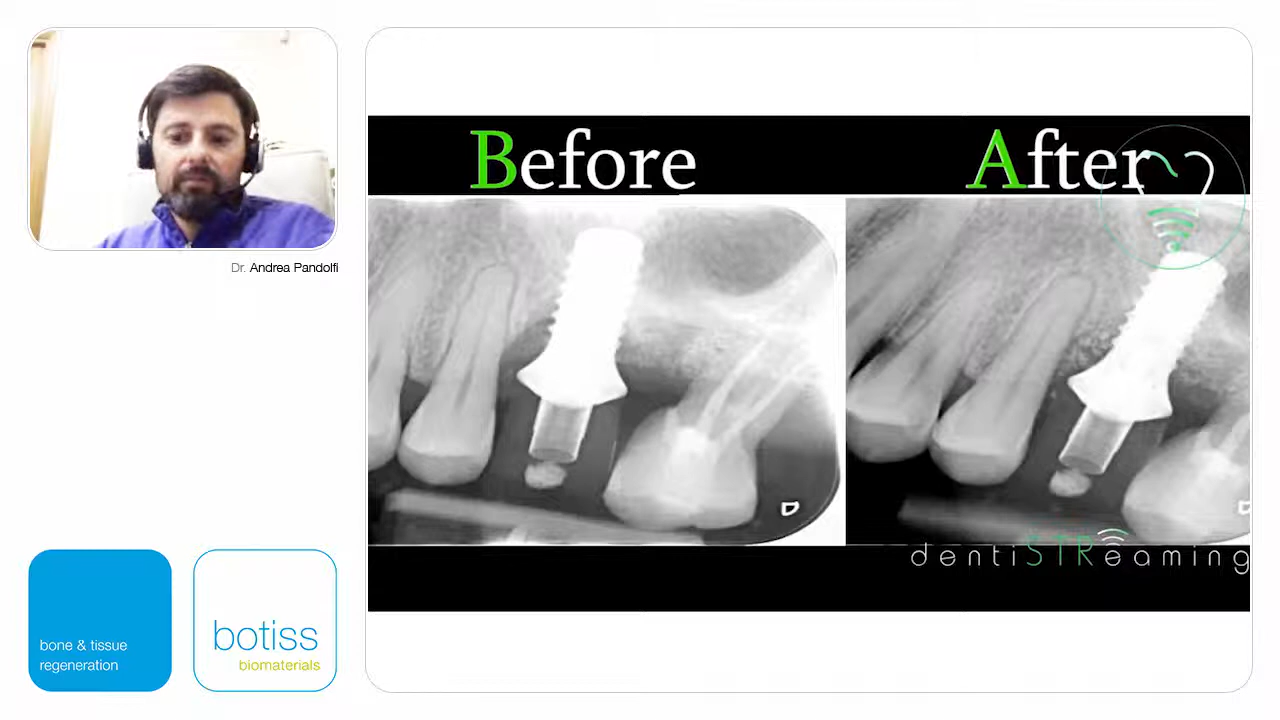 Dr. Andrea Pandolfi
bone & tissue
regeneration
botiss
biomaterials
Before
After
D
D
dentiSTReaming